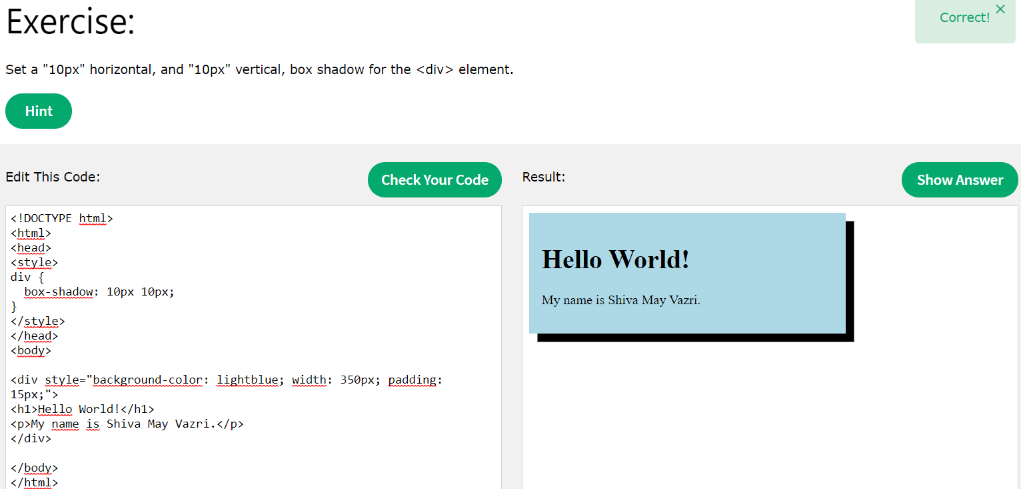 Exercise:
Correct! ×
Set a "10px" horizontal, and "10px" vertical, box shadow for the <div> element.
Hint
Edit This Code:
Check Your Code
Result:
Show Answer
<!DOCTYPE html>
<html>
<head>
<style>
div {
  box-shadow: 10px 10px;
}
</style>
</head>
<body>
<div style="background-color: lightblue; width: 350px; padding:
15px;">
<h1>Hello World!</h1>
<p>My name is Shiva May Vazri.</p>
</div>
</body>
</html>
Hello World!
My name is Shiva May Vazri.